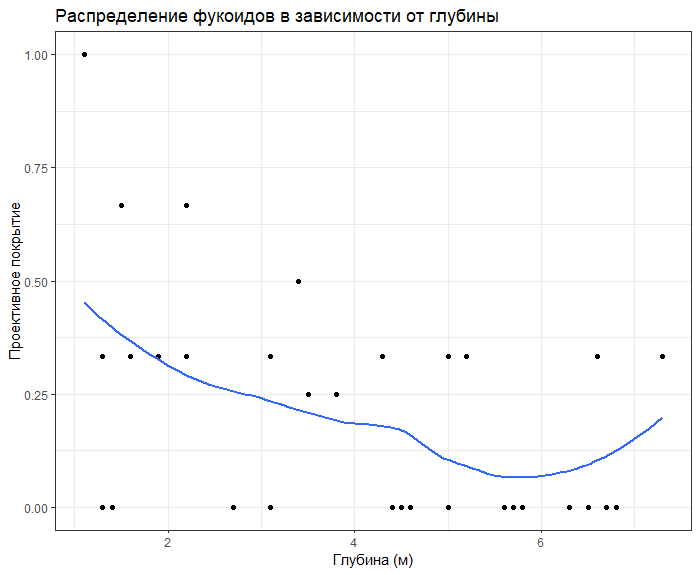 Распределение фукоидов в зависимости от глубины
1.00
0.75
0.50
0.25
0.00
Проективное покрытие
2 4 6
Глубина (м)